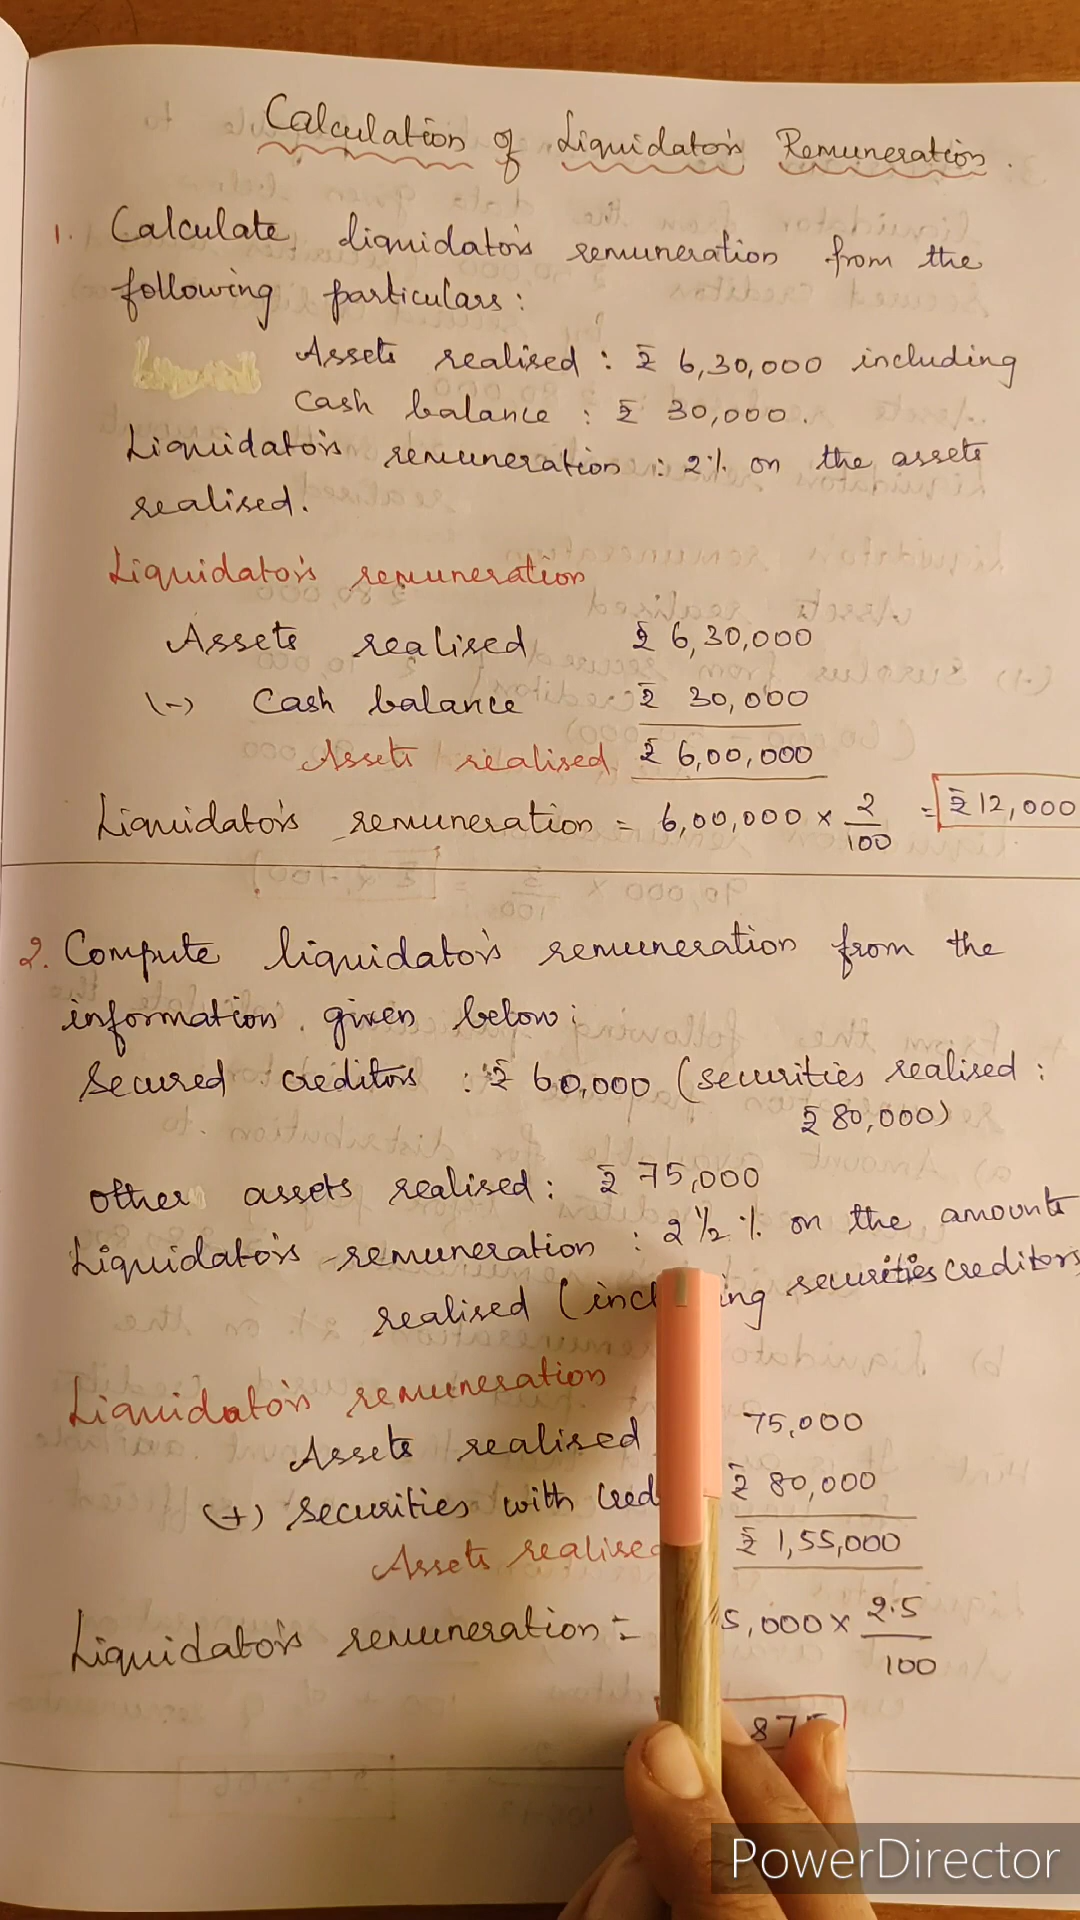 Calculation of Liquidator's Remuneration.
1. Calculate liquidator's remuneration from the
following particulars:
Assets realised : ₹ 6,30,000 including
Cash balance : ₹ 30,000.
Liquidator's remuneration : 2% on the assets
realised.
Liquidator's remuneration
Assets realised ₹ 6,30,000
(-) Cash balance ₹ 30,000
Assets realised ₹ 6,00,000
Liquidator's remuneration = 6,00,000 × 2/100 = ₹ 12,000
2. Compute liquidator's remuneration from the
information given below:
Secured creditors : ₹ 60,000 (securities realised :
₹ 80,000)
Other assets realised : ₹ 75,000
Liquidator's remuneration : 2 1/2 % on the amounts
realised (incl ing securities creditors
Liquidator's remuneration
Assets realised 75,000
(+) Securities with cred ₹ 80,000
Assets realise ₹ 1,55,000
Liquidator's remuneration = 5,000 × 2.5/100
875
PowerDirector